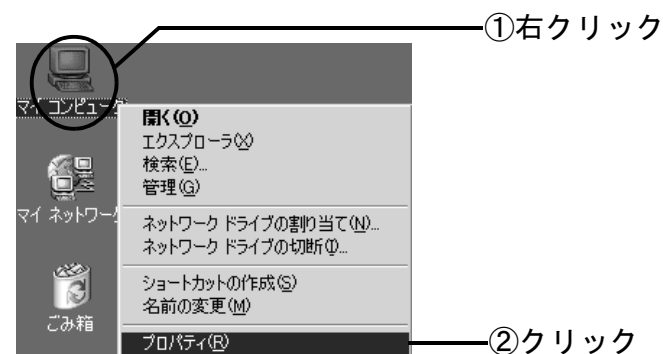 ①右クリック
マイ コンピュータ
開く(O)
エクスプローラ(X)
検索(E)...
管理(G)
マイ ネットワーク
ネットワーク ドライブの割り当て(N)...
ネットワーク ドライブの切断(I)...
ショートカットの作成(S)
名前の変更(M)
ごみ箱
プロパティ(R)
②クリック